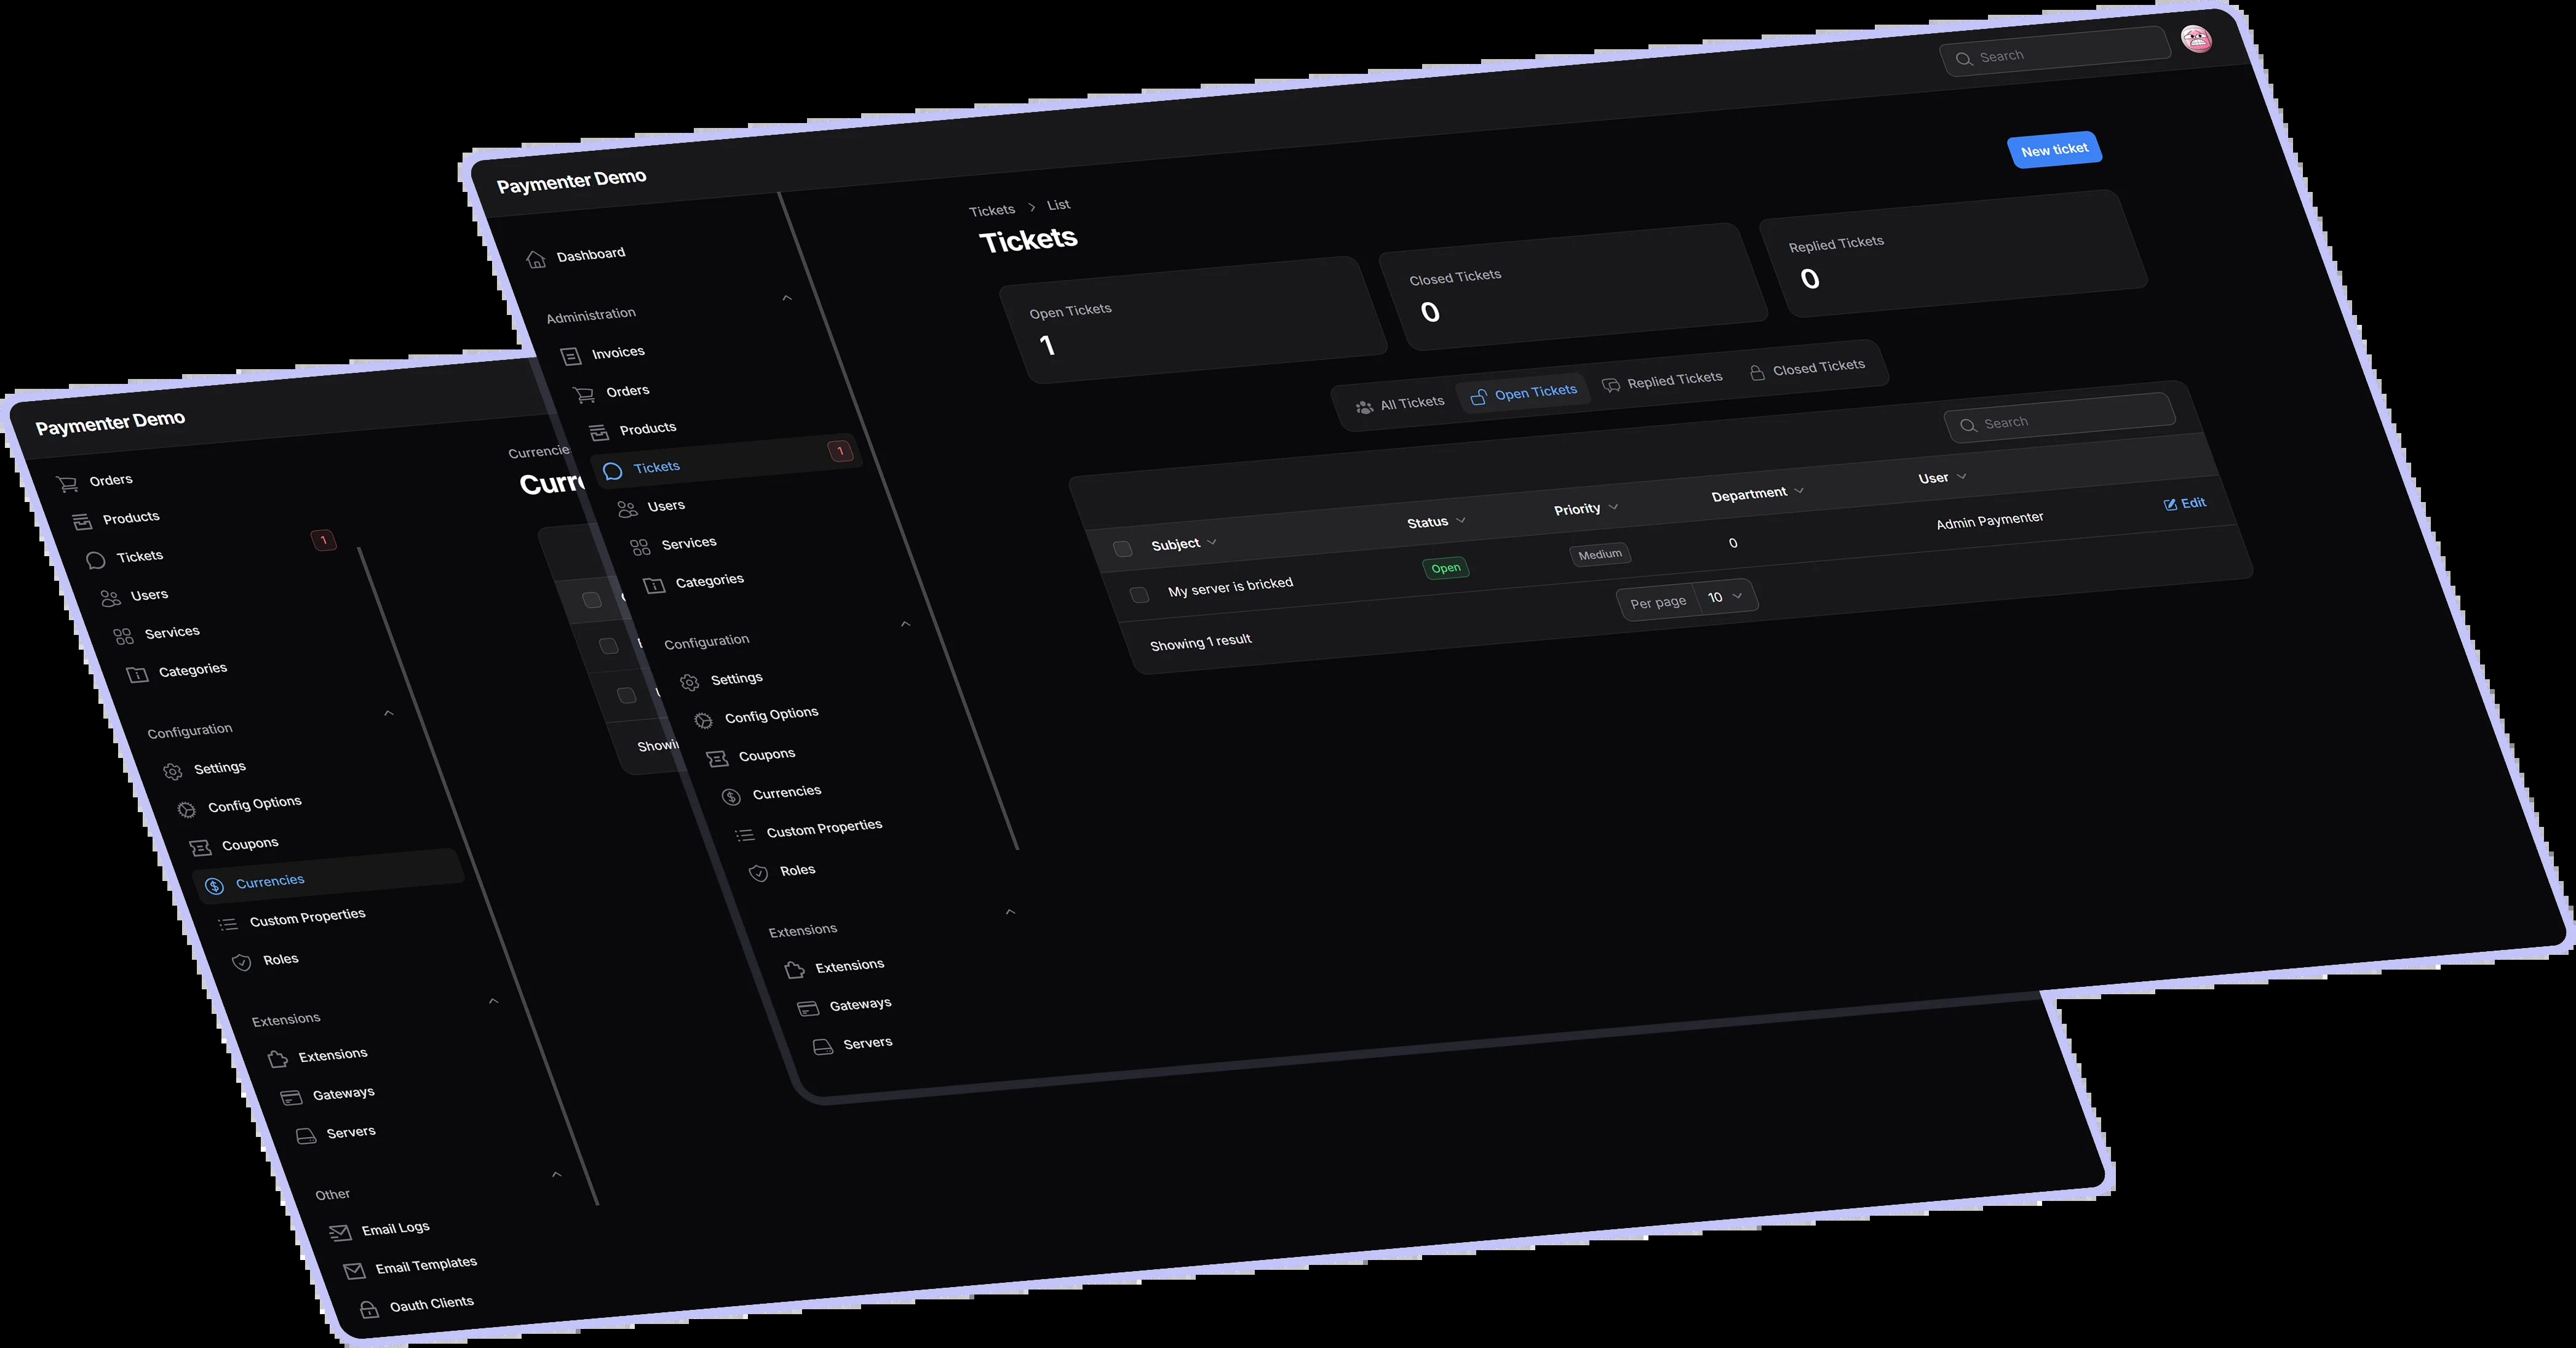 Paymenter Demo
Search
Dashboard
Administration
Invoices
Orders
Products
Tickets
1
Users
Services
Categories
Configuration
Settings
Config Options
Coupons
Currencies
Custom Properties
Roles
Extensions
Extensions
Gateways
Servers
Tickets > List
Tickets
New ticket
Open Tickets
1
Closed Tickets
0
Replied Tickets
0
All Tickets Open Tickets Replied Tickets Closed Tickets
Search
Subject Status Priority Department User
My server is bricked Open Medium 0 Admin Paymenter Edit
Showing 1 result
Per page 10
Paymenter Demo
Orders
Products
Tickets
1
Users
Services
Categories
Configuration
Settings
Config Options
Coupons
Currencies
Custom Properties
Roles
Extensions
Extensions
Gateways
Servers
Other
Email Logs
Email Templates
Oauth Clients